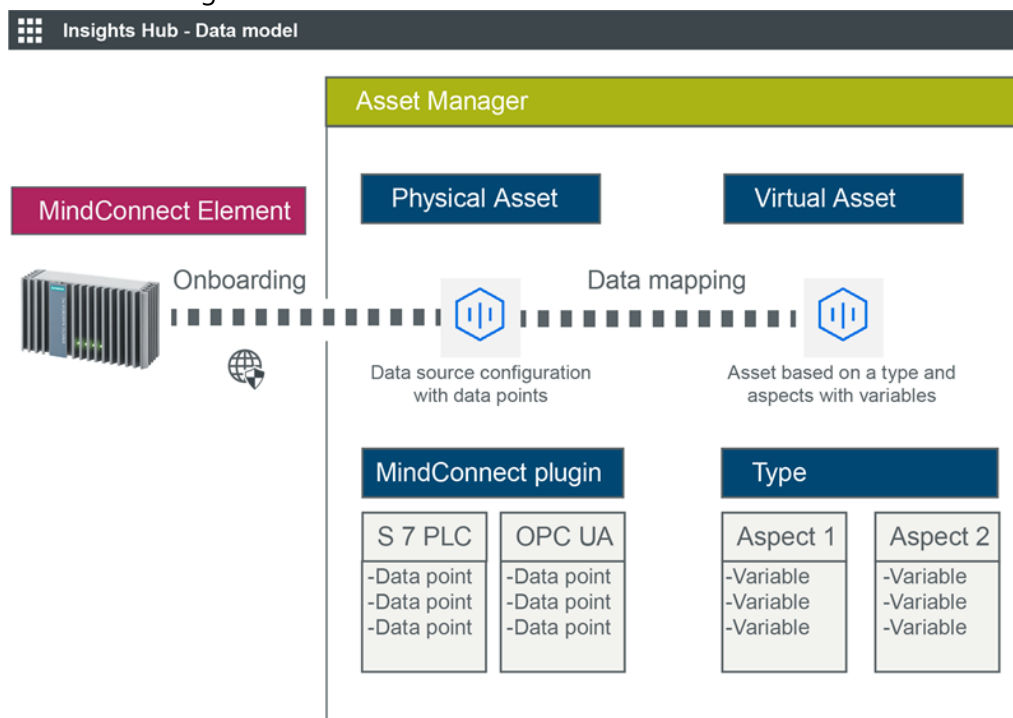 Insights Hub - Data model
Asset Manager
MindConnect Element
Physical Asset
Virtual Asset
Onboarding
Data mapping
Data source configuration
with data points
Asset based on a type and
aspects with variables
MindConnect plugin
Type
S 7 PLC
OPC UA
Aspect 1
Aspect 2
-Data point
-Data point
-Data point
-Data point
-Data point
-Data point
-Variable
-Variable
-Variable
-Variable
-Variable
-Variable